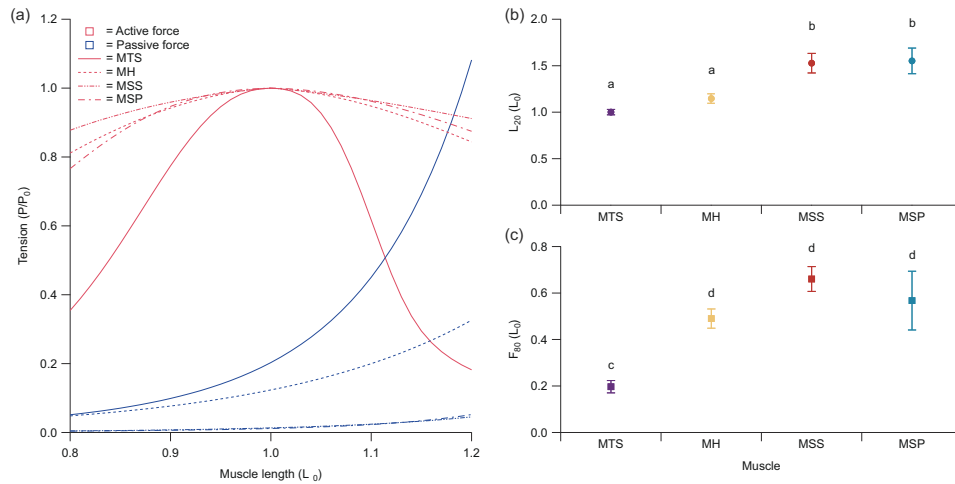 (a)
= Active force
= Passive force
= MTS
= MH
= MSS
= MSP
1.2
1.0
0.8
0.6
0.4
0.2
0.0
Tension (P/P0)
0.8 0.9 1.0 1.1 1.2
Muscle length (L 0)
(b)
a a b b
2.0
1.5
1.0
0.5
0.0
L20 (L0)
MTS MH MSS MSP
(c)
c d d d
0.8
0.6
0.4
0.2
0.0
F80 (L0)
MTS MH MSS MSP
Muscle